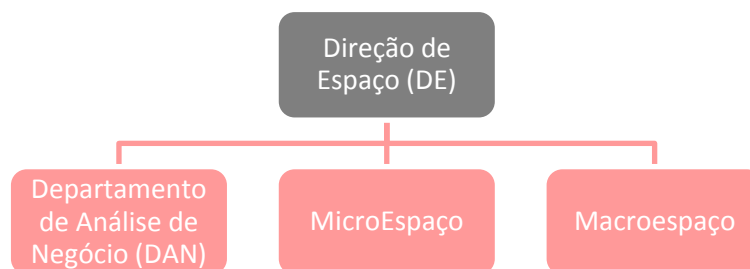 Direção de
Espaço (DE)
Departamento
de Análise de
Negócio (DAN)
MicroEspaço
Macroespaço